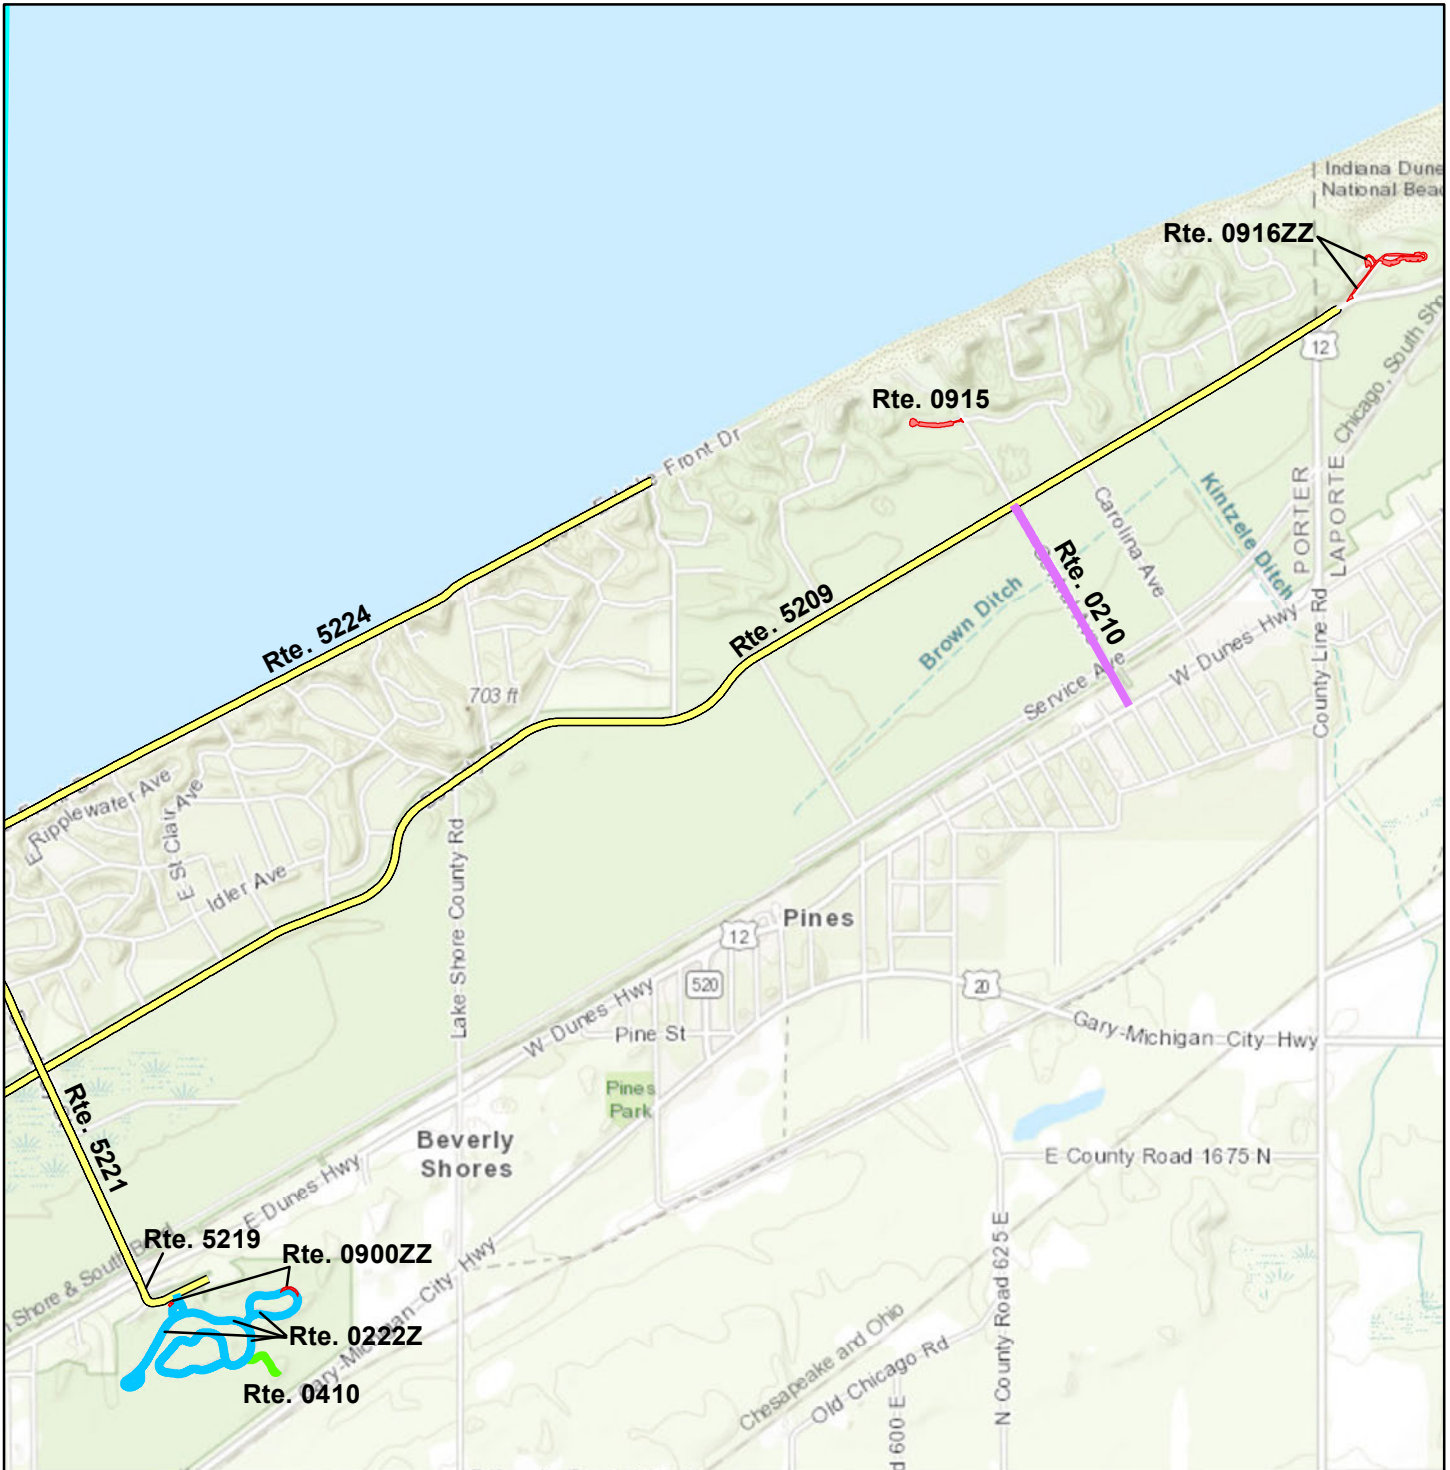 Indiana Dune
National Beac
Rte. 0916ZZ
12
Chicago, South Sho
Rte. 0915
E Lake Front Dr
PORTER
LAPORTE
Kintzele Ditch
Carolina Ave
Rte. 0210
Brown Ditch
Rte. 5209
Rte. 5224
703 ft
Service Ave
W Dunes Hwy
County Line Rd
E Ripplewater Ave
E St Clair Ave
Idler Ave
Lake Shore County Rd
Pines
12
520
20
W Dunes Hwy
Pine St
Gary-Michigan City Hwy
Pines
Park
Rte. 5221
Beverly
Shores
E County Road 1675 N
E Dunes Hwy
Rte. 5219
Rte. 0900ZZ
n Shore & South Bend
Gary-Michigan City Hwy
N County Road 625 E
Rte. 0222Z
Rte. 0410
Chesapeake and Ohio
Old Chicago Rd
d 600 E